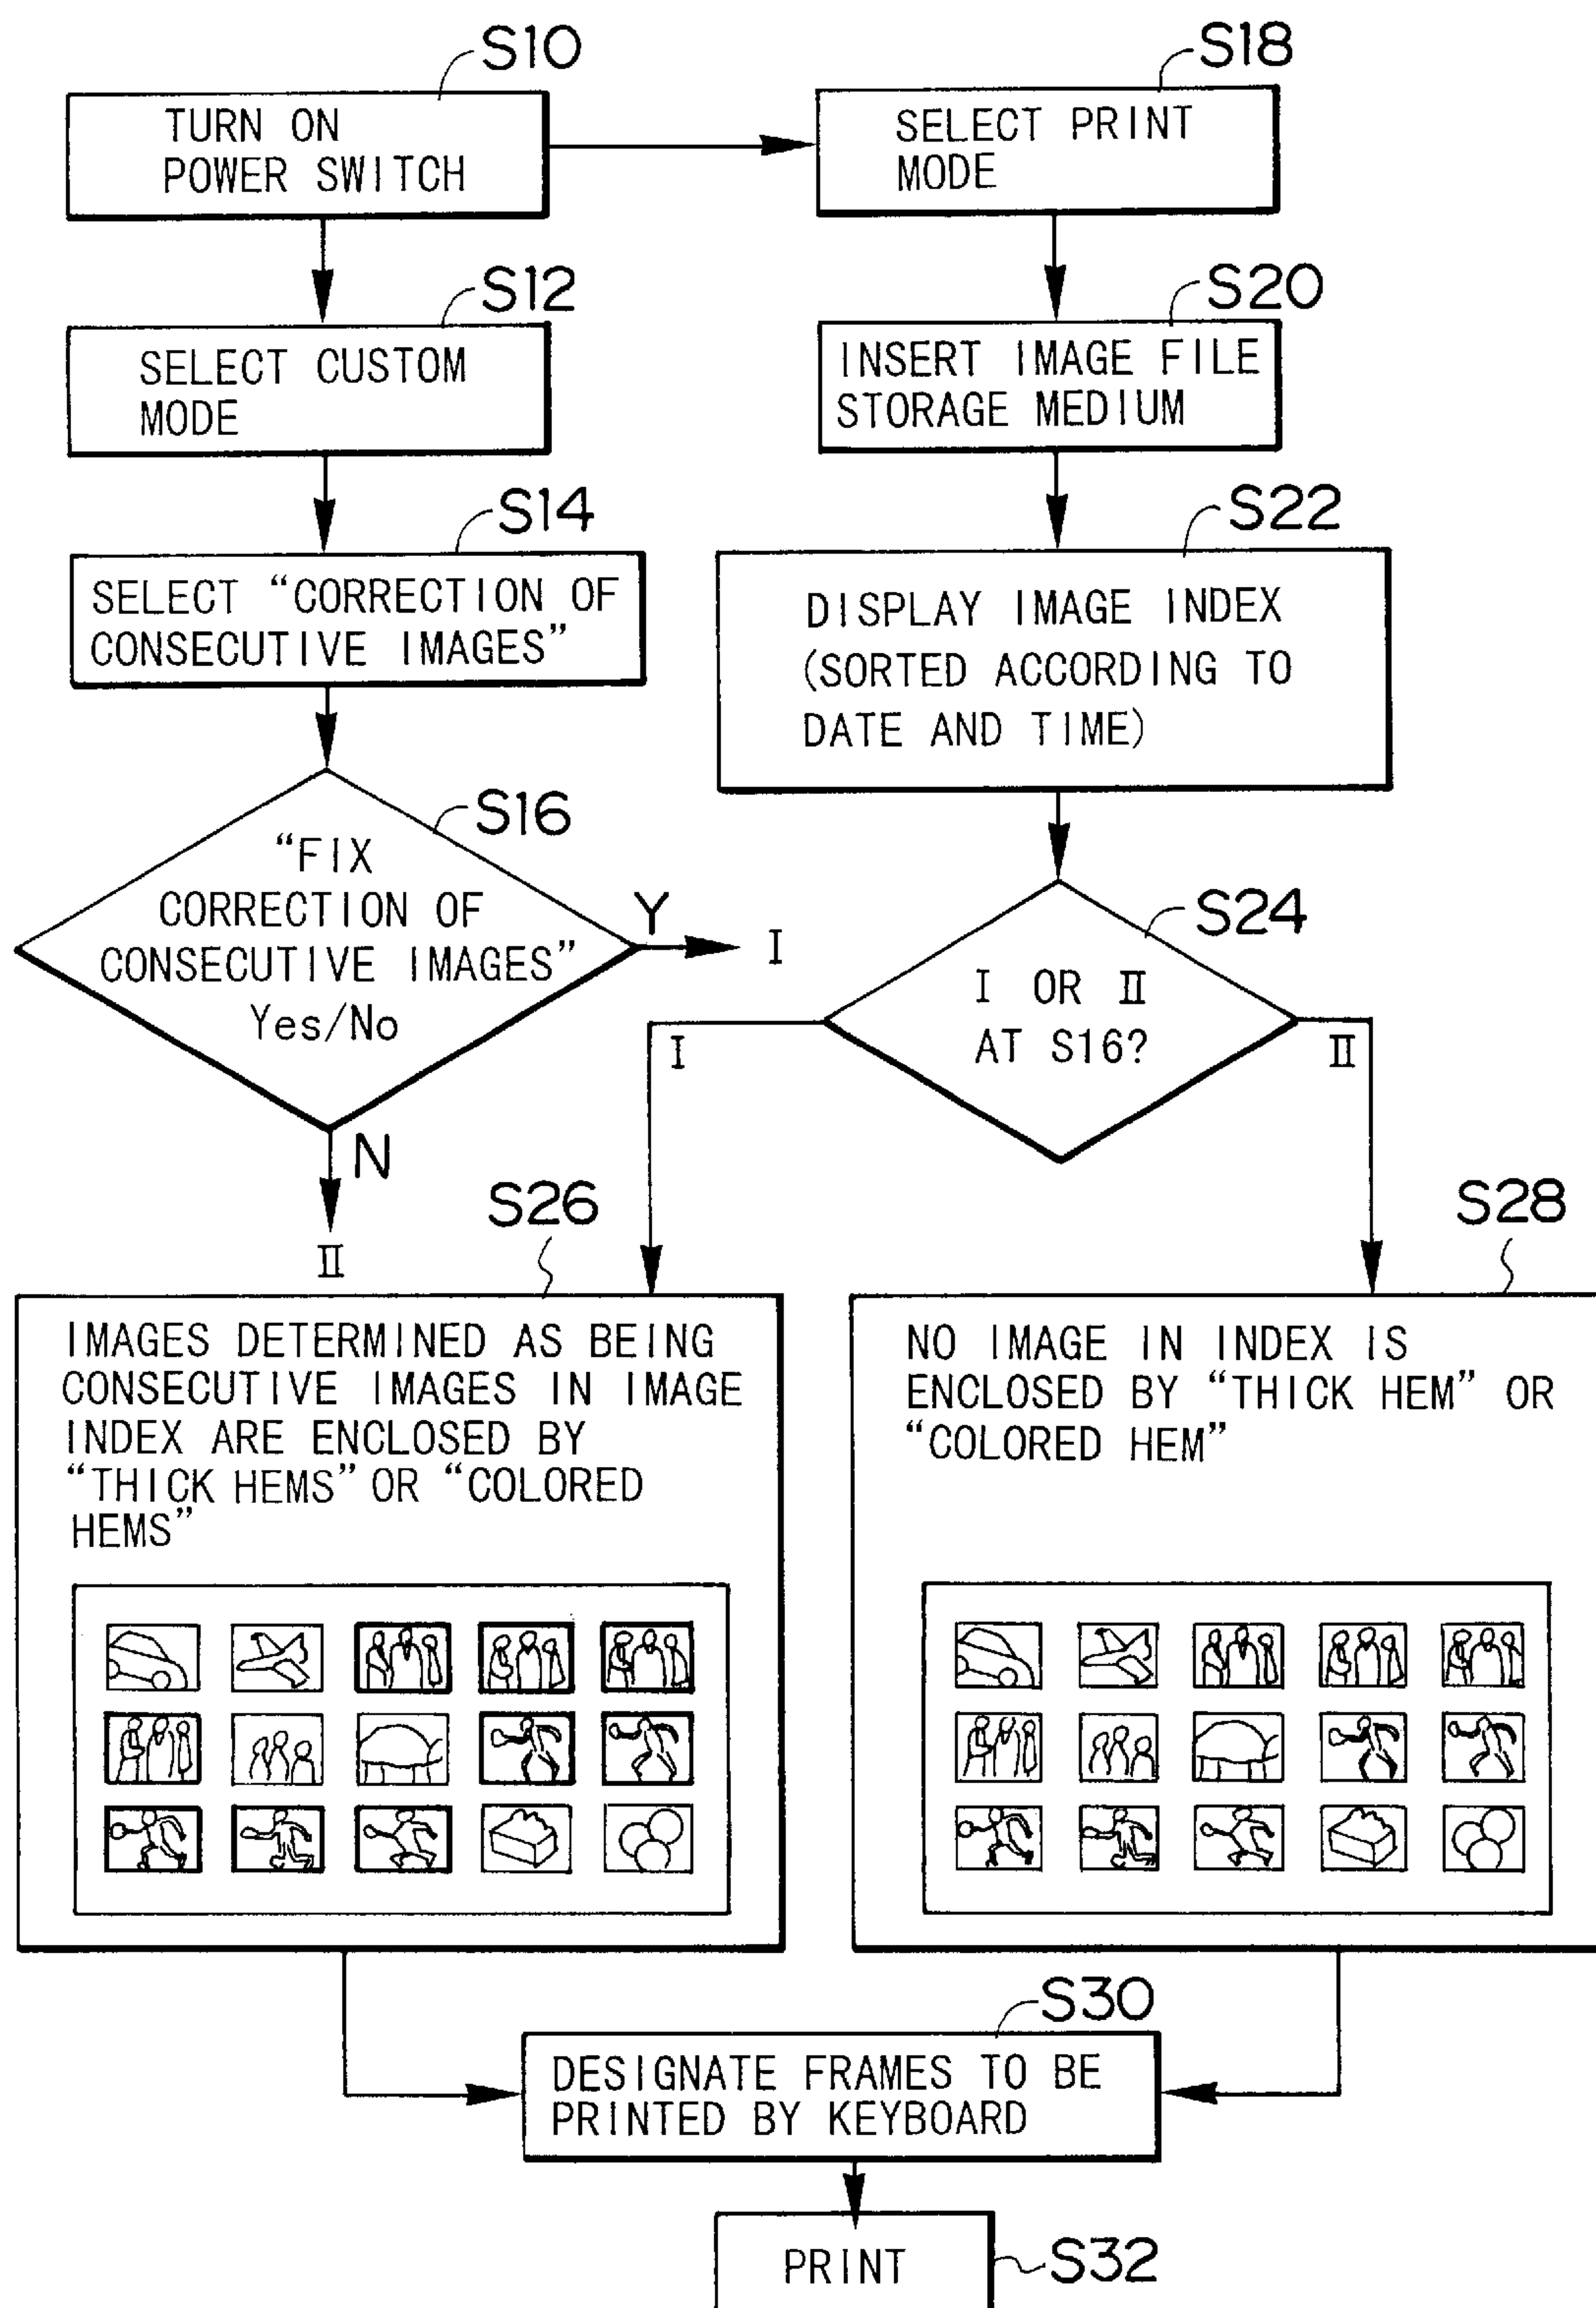 S10
TURN ON
POWER SWITCH
S18
SELECT PRINT
MODE
S12
SELECT CUSTOM
MODE
S20
INSERT IMAGE FILE
STORAGE MEDIUM
S14
SELECT “CORRECTION OF
CONSECUTIVE IMAGES”
S22
DISPLAY IMAGE INDEX
(SORTED ACCORDING TO
DATE AND TIME)
S16
“FIX
CORRECTION OF
CONSECUTIVE IMAGES”
Yes/No
Y
I
N
II
S24
I OR II
AT S16?
I
II
S26
IMAGES DETERMINED AS BEING
CONSECUTIVE IMAGES IN IMAGE
INDEX ARE ENCLOSED BY
“THICK HEMS” OR “COLORED
HEMS”
S28
NO IMAGE IN INDEX IS
ENCLOSED BY “THICK HEM” OR
“COLORED HEM”
S30
DESIGNATE FRAMES TO BE
PRINTED BY KEYBOARD
PRINT
S32